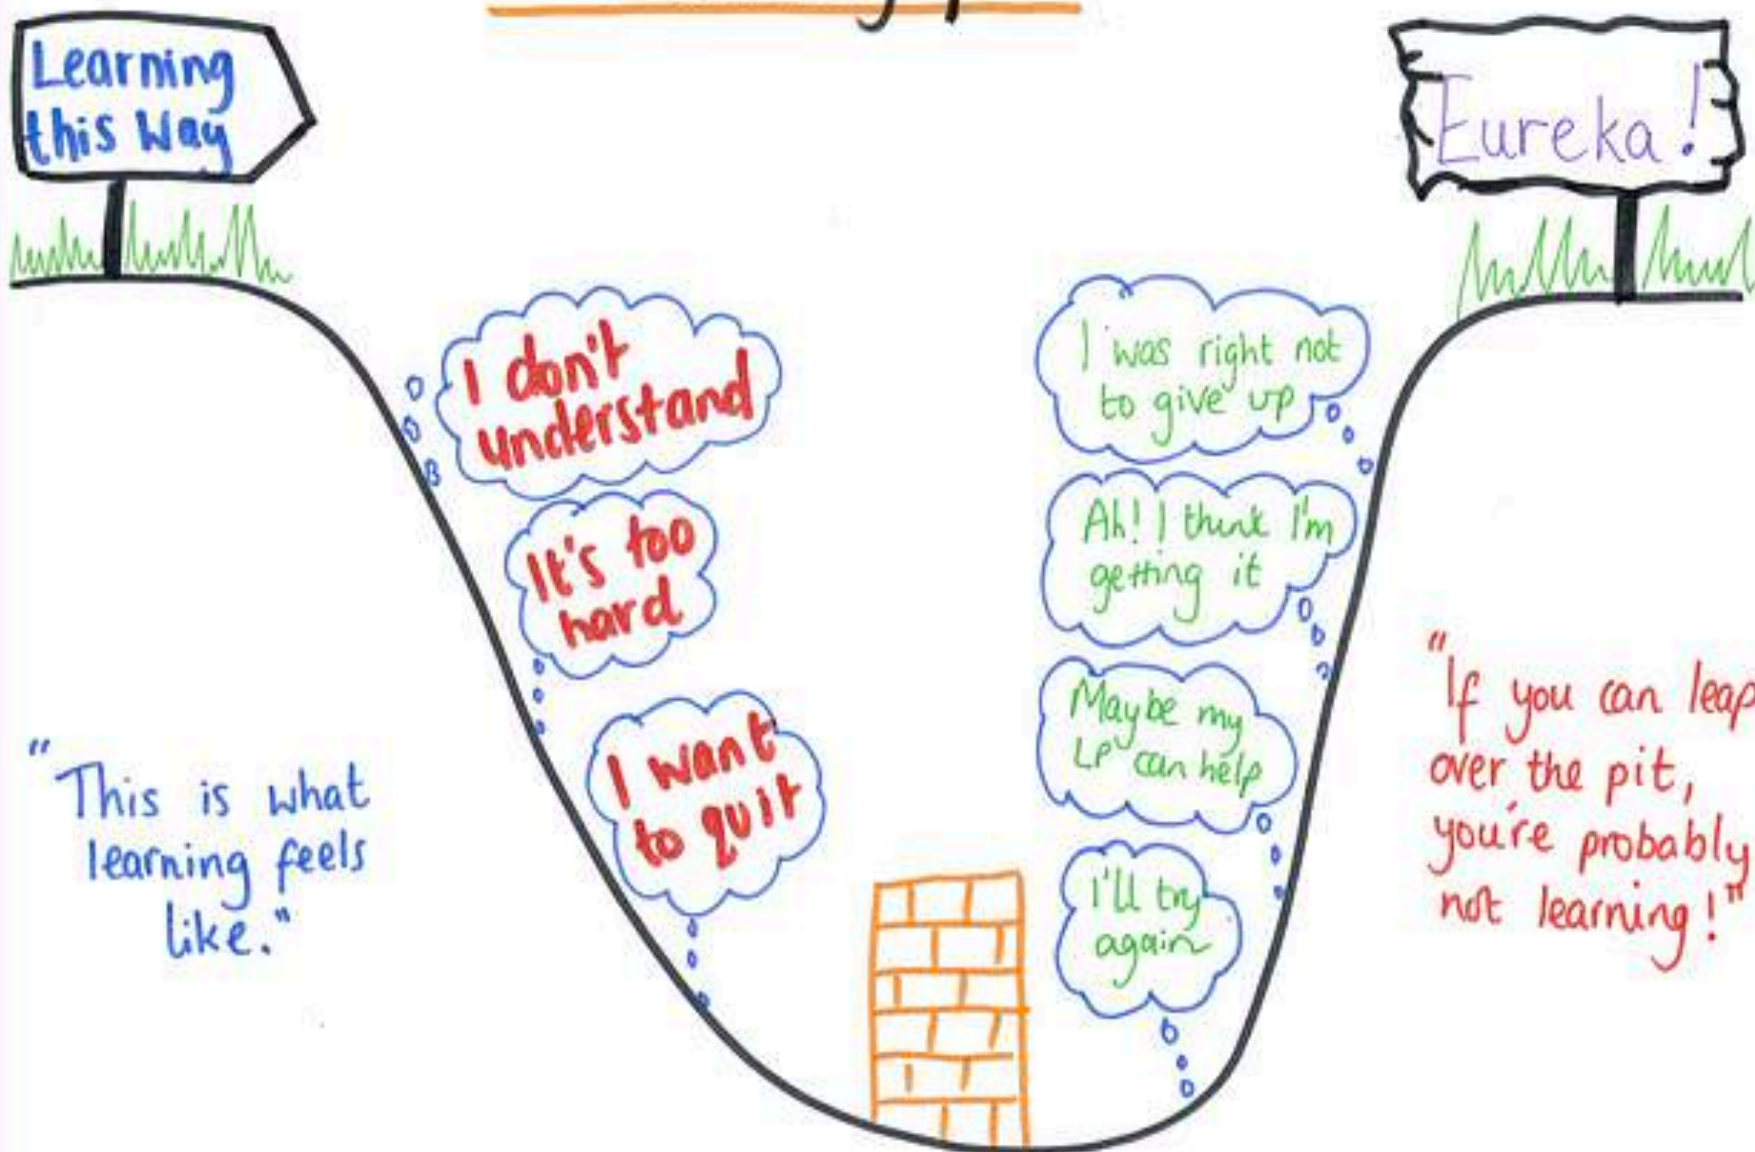 Learning
this Way
Eureka!
I don't
understand
It's too
hard
I want
to quit
I was right not
to give up
Ah! I think I'm
getting it
Maybe my
LP can help
I'll try
again
"This is what
learning feels
like."
"If you can leap
over the pit,
you're probably
not learning!"